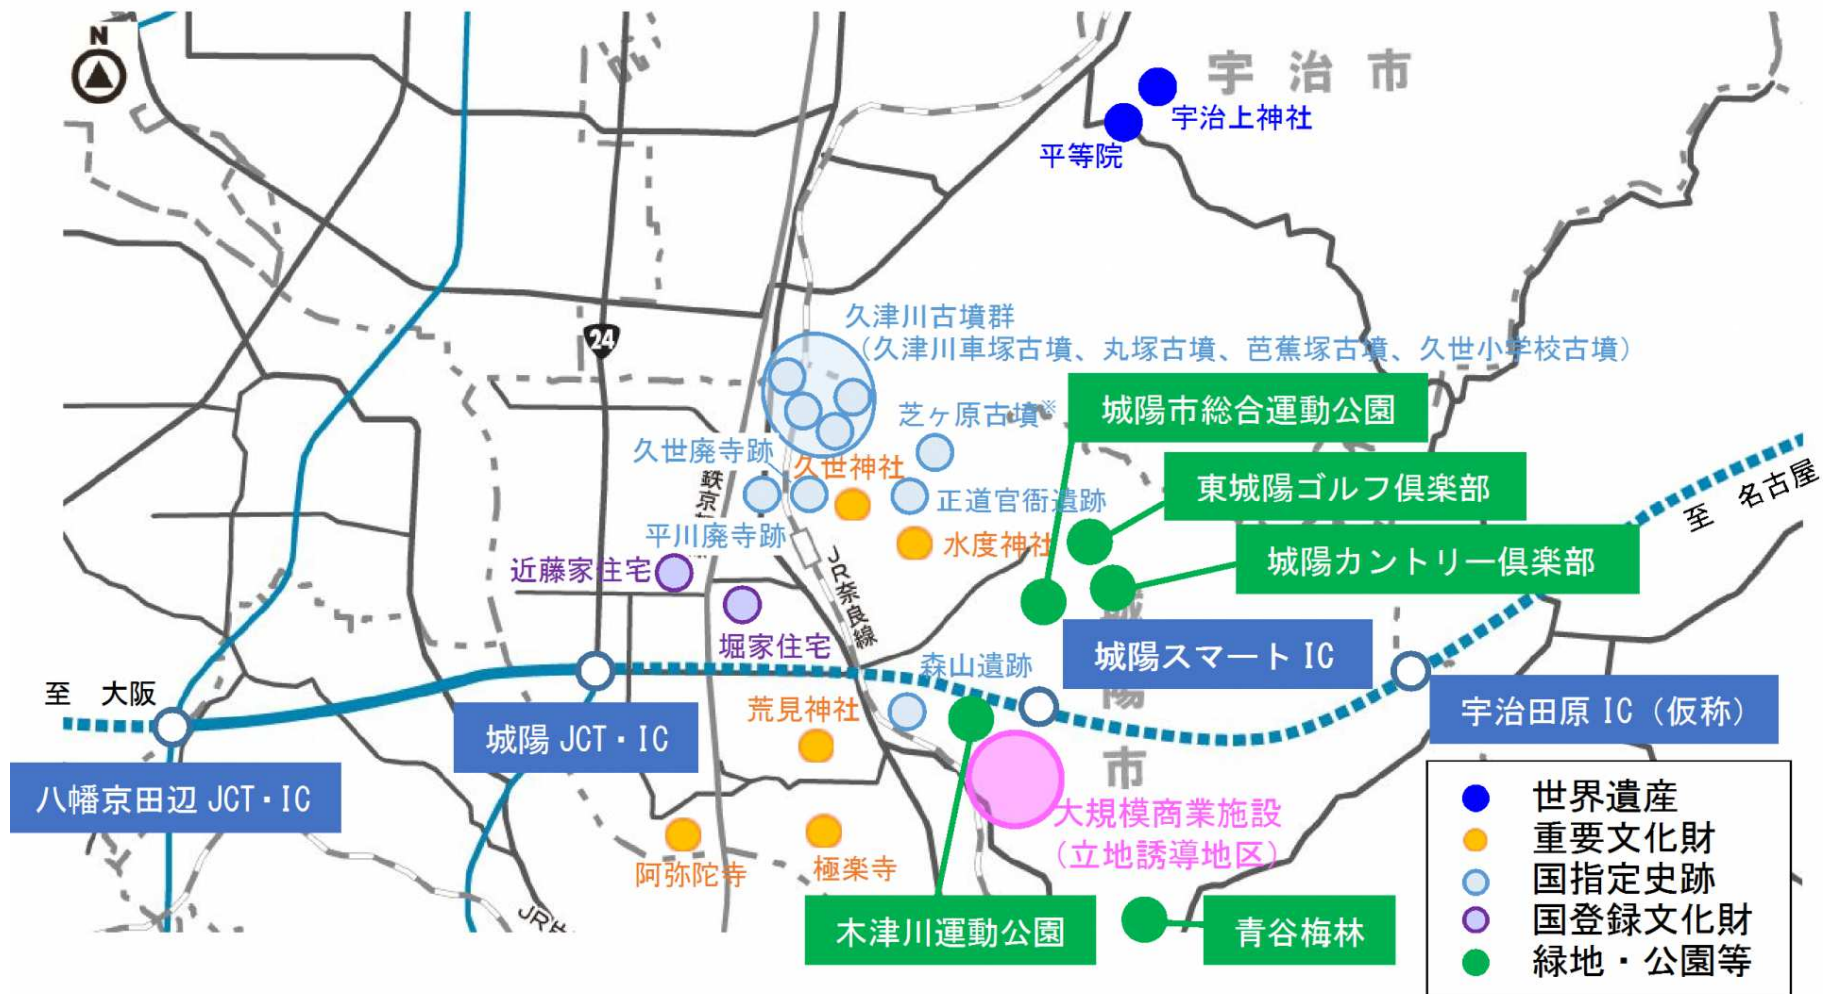 N
宇治市
宇治上神社
平等院
24
久津川古墳群
(久津川車塚古墳、丸塚古墳、芭蕉塚古墳、久世小学校古墳)
芝ヶ原古墳※
城陽市総合運動公園
久世廃寺跡
久世神社
鉄京
東城陽ゴルフ倶楽部
正道官衙遺跡
至 名古屋
平川廃寺跡
水度神社
城陽カントリー倶楽部
近藤家住宅
JR奈良線
城陽市
堀家住宅
城陽スマートIC
森山遺跡
至 大阪
荒見神社
宇治田原IC(仮称)
城陽JCT・IC
八幡京田辺JCT・IC
大規模商業施設
(立地誘導地区)
阿弥陀寺
極楽寺
JR
木津川運動公園
青谷梅林
世界遺産
重要文化財
国指定史跡
国登録文化財
緑地・公園等